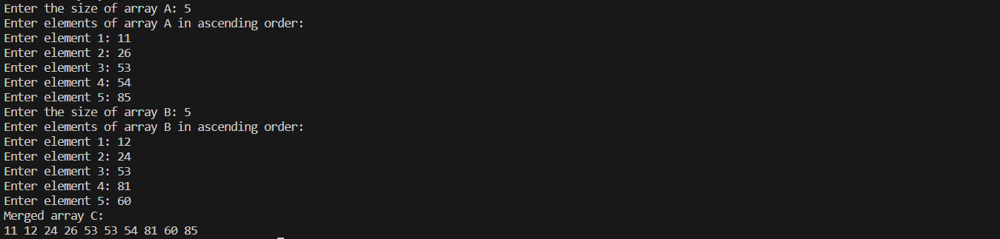 Enter the size of array A: 5
Enter elements of array A in ascending order:
Enter element 1: 11
Enter element 2: 26
Enter element 3: 53
Enter element 4: 54
Enter element 5: 85
Enter the size of array B: 5
Enter elements of array B in ascending order:
Enter element 1: 12
Enter element 2: 24
Enter element 3: 53
Enter element 4: 81
Enter element 5: 60
Merged array C:
11 12 24 26 53 53 54 81 60 85